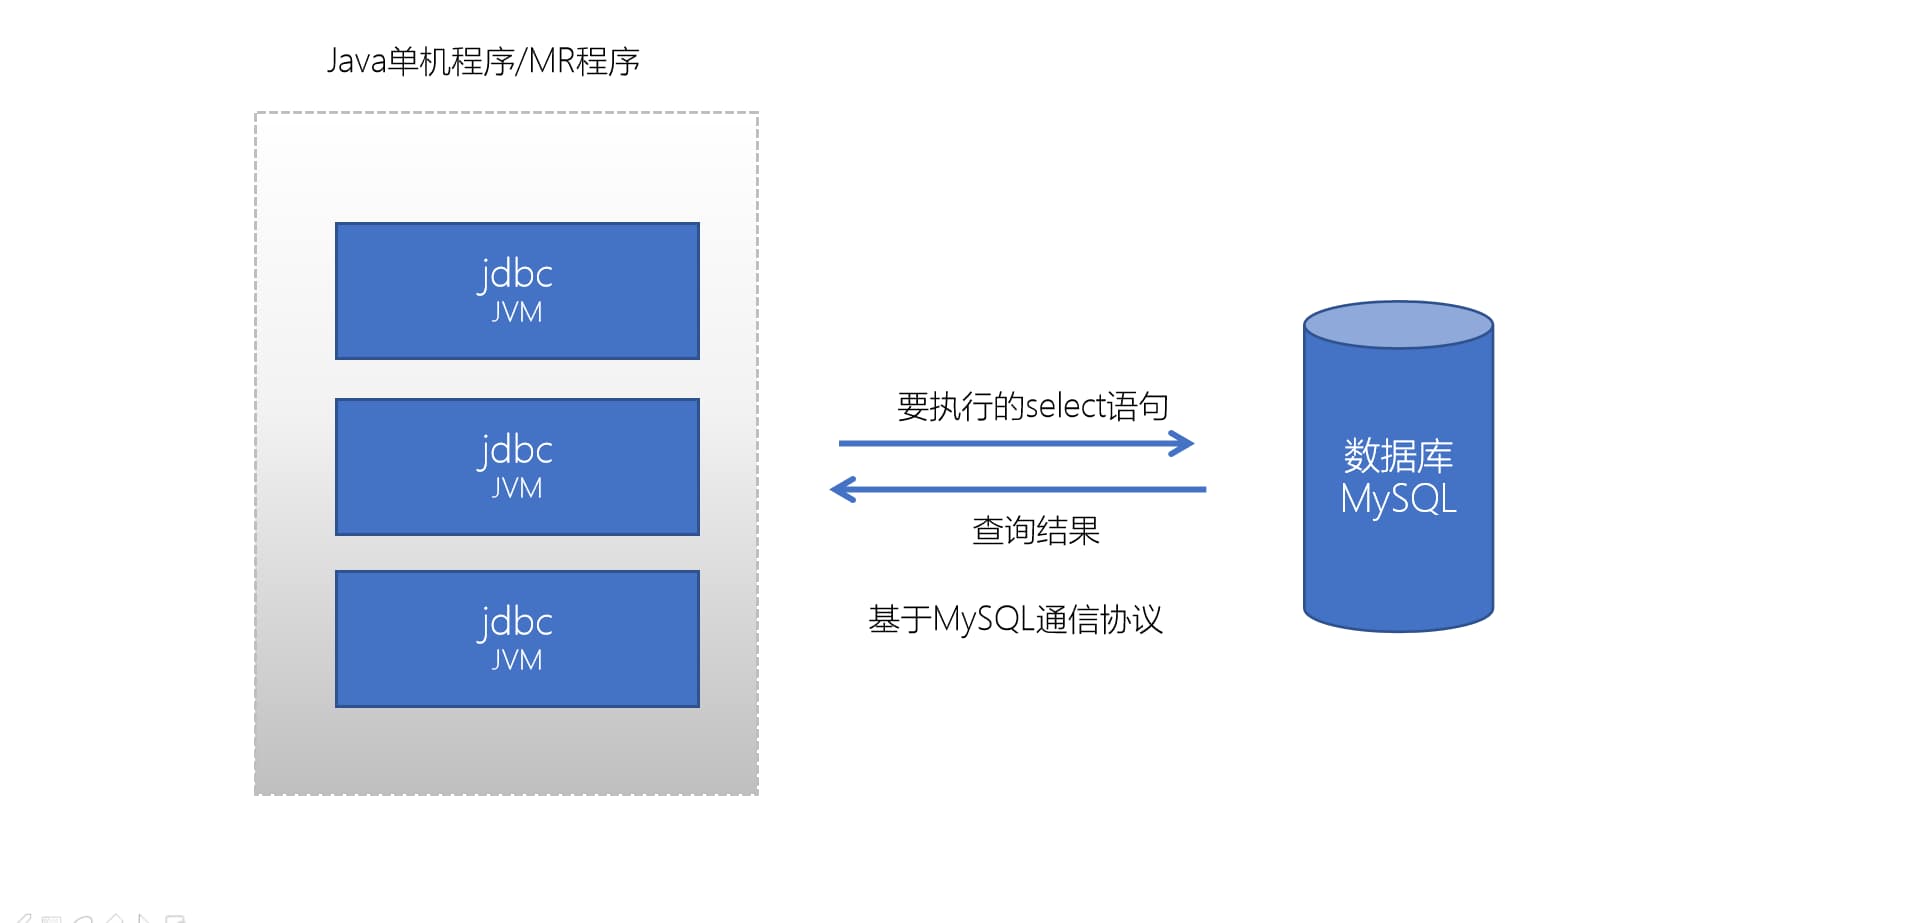 Java单机程序/MR程序
jdbc
JVM
jdbc
JVM
jdbc
JVM
要执行的select语句
查询结果
基于MySQL通信协议
数据库
MySQL